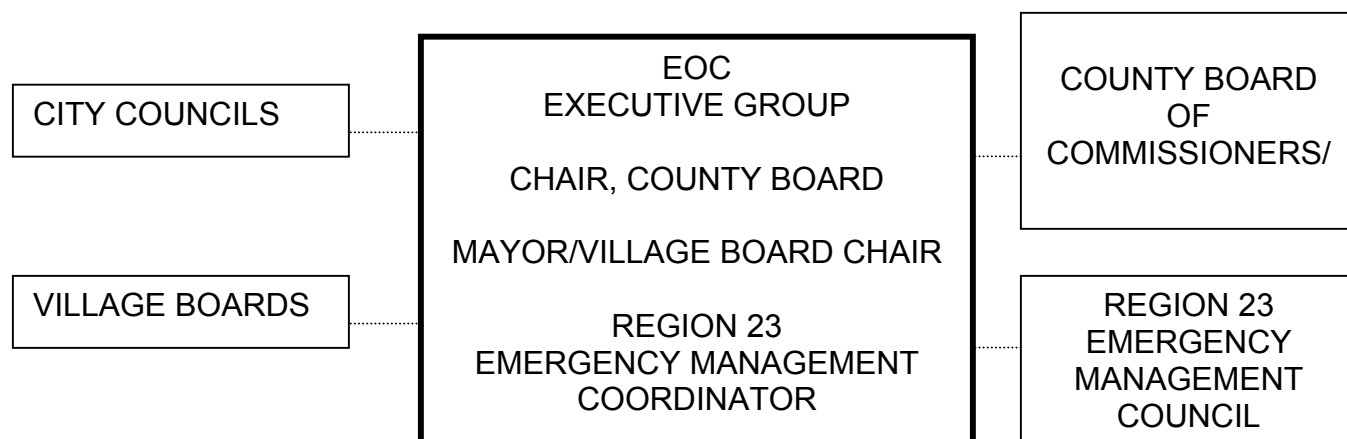 CITY COUNCILS
VILLAGE BOARDS
EOC
EXECUTIVE GROUP
CHAIR, COUNTY BOARD
MAYOR/VILLAGE BOARD CHAIR
REGION 23
EMERGENCY MANAGEMENT
COORDINATOR
COUNTY BOARD
OF
COMMISSIONERS/
REGION 23
EMERGENCY
MANAGEMENT
COUNCIL